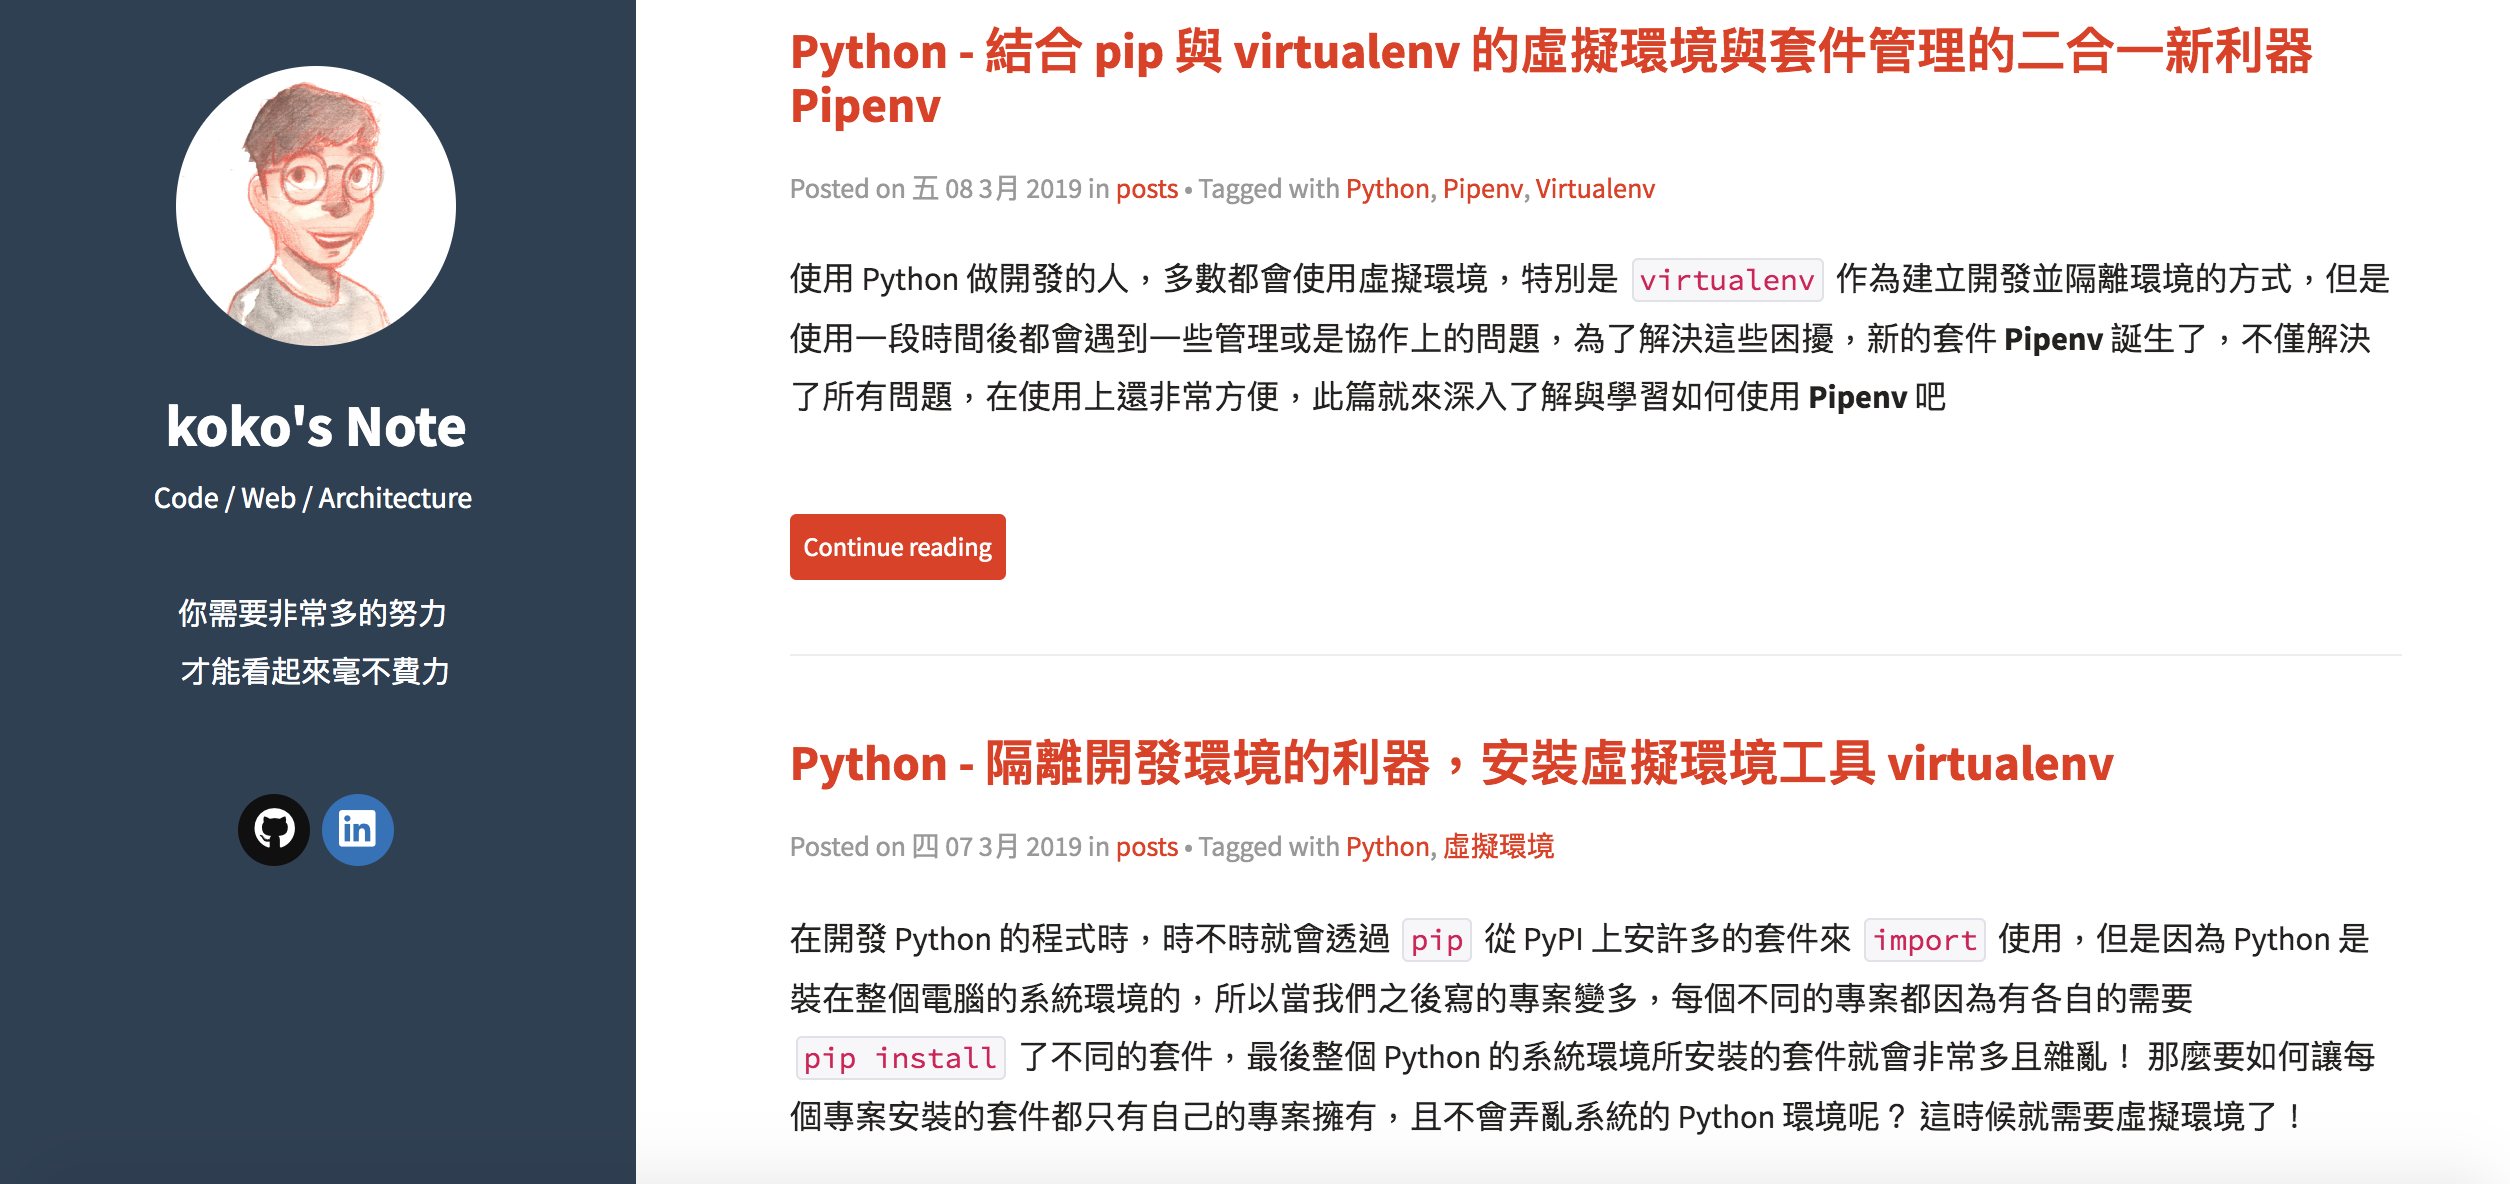 koko's Note
Code / Web / Architecture
你需要非常多的努力
才能看起來毫不費力
Python - 結合 pip 與 virtualenv 的虛擬環境與套件管理的二合一新利器
Pipenv
Posted on 五 08 3月 2019 in posts • Tagged with Python, Pipenv, Virtualenv
使用 Python 做開發的人，多數都會使用虛擬環境，特別是 virtualenv 作為建立開發並隔離環境的方式，但是
使用一段時間後都會遇到一些管理或是協作上的問題，為了解決這些困擾，新的套件 Pipenv 誕生了，不僅解決
了所有問題，在使用上還非常方便，此篇就來深入了解與學習如何使用 Pipenv 吧
Continue reading
Python - 隔離開發環境的利器，安裝虛擬環境工具 virtualenv
Posted on 四 07 3月 2019 in posts • Tagged with Python, 虛擬環境
在開發 Python 的程式時，時不時就會透過 pip 從 PyPI 上安許多的套件來 import 使用，但是因為 Python 是
裝在整個電腦的系統環境的，所以當我們之後寫的專案變多，每個不同的專案都因為有各自的需要
pip install 了不同的套件，最後整個 Python 的系統環境所安裝的套件就會非常多且雜亂！ 那麼要如何讓每
個專案安裝的套件都只有自己的專案擁有，且不會弄亂系統的 Python 環境呢？ 這時候就需要虛擬環境了！